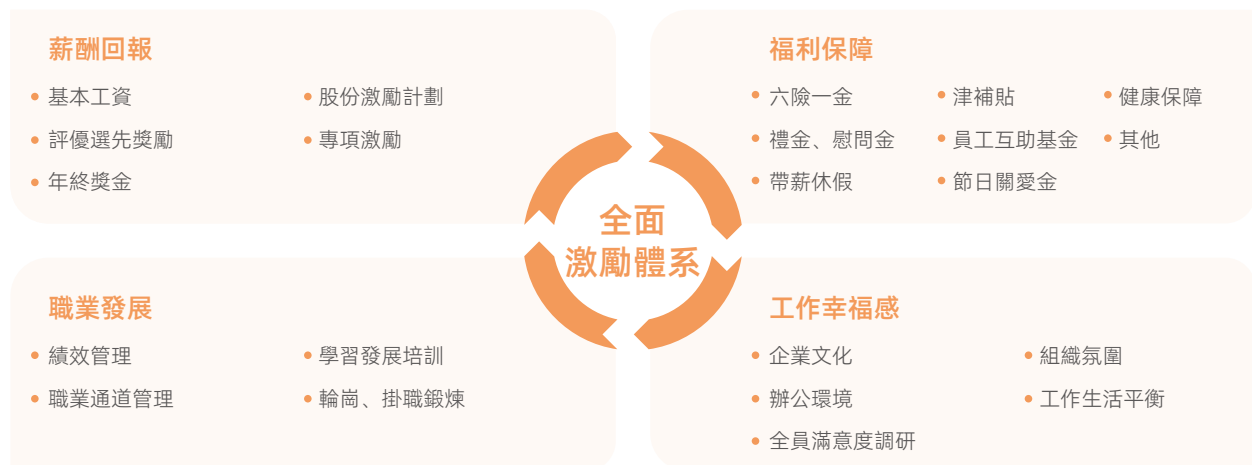 薪酬回報
基本工資
評優選先獎勵
年終獎金
股份激勵計劃
專項激勵
福利保障
六險一金
禮金、慰問金
帶薪休假
津補貼
員工互助基金
節日關愛金
健康保障
其他
全面
激勵體系
職業發展
績效管理
職業通道管理
學習發展培訓
輪崗、掛職鍛煉
工作幸福感
企業文化
辦公環境
全員滿意度調研
組織氛圍
工作生活平衡